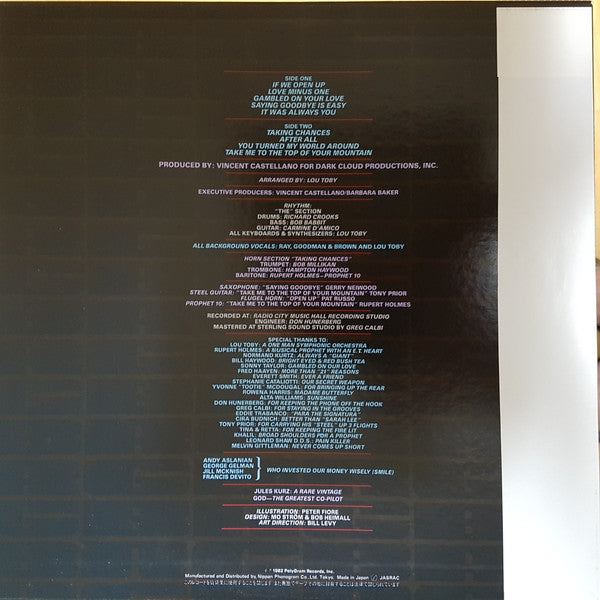 SIDE ONE
IF WE OPEN UP
LOVE MINUS ONE
GAMBLED ON YOUR LOVE
SAYING GOODBYE IS EASY
IT WAS ALWAYS YOU
SIDE TWO
TAKING CHANCES
AFTER ALL
YOU TURNED MY WORLD AROUND
TAKE ME TO THE TOP OF YOUR MOUNTAIN
PRODUCED BY: VINCENT CASTELLANO FOR DARK CLOUD PRODUCTIONS, INC.
ARRANGED BY: LOU TOBY
EXECUTIVE PRODUCERS: VINCENT CASTELLANO/BARBARA BAKER
RHYTHM:
"THE" SECTION
DRUMS: RICHARD CROOKS
BASS: BOB BABBIT
GUITAR: CARMINE D'AMICO
ALL KEYBOARDS & SYNTHESIZERS: LOU TOBY
ALL BACKGROUND VOCALS: RAY, GOODMAN & BROWN AND LOU TOBY
HORN SECTION "TAKING CHANCES"
TRUMPET: BOB MILLIKAN
TROMBONE: HAMPTON HAYWOOD
BARITONE: RUPERT HOLMES–PROPHET 10
SAXOPHONE: "SAYING GOODBYE" GERRY NEIWOOD
STEEL GUITAR: "TAKE ME TO THE TOP OF YOUR MOUNTAIN" TONY PRIOR
FLUGEL HORN: "OPEN UP" PAT RUSSO
PROPHET 10: "TAKE ME TO THE TOP OF YOUR MOUNTAIN" RUPERT HOLMES
RECORDED AT: RADIO CITY MUSIC HALL RECORDING STUDIO
ENGINEER: DON HUNERBERG
MASTERED AT STERLING SOUND STUDIO BY GREG CALBI
SPECIAL THANKS TO:
LOU TOBY: A ONE MAN SYMPHONIC ORCHESTRA
RUPERT HOLMES: A MUSICAL PROPHET WITH AN E.T. HEART
NORMAND KURTZ: ALWAYS A "GIANT"
BILL HAYWOOD: BRIGHT EYED & RED BUSH TEA
SONNY TAYLOR: GAMBLED ON OUR LOVE
FRED HAAVEN: MORE THAN "21" REASONS
EVERETT SMITH: EVER A FRIEND
STEPHANIE CATALIOTTI: OUR SECRET WEAPON
YVONNE "TOOTIE" MCDOUGAL: FOR BRINGING UP THE REAR
ROWENA HARRIS: MADAME BUTTERFLY
ALTA WILLIAMS: SUNSHINE
DON HUNERBERG: FOR KEEPING THE PHONE OFF THE HOOK
GREG CALBI: FOR STAYING IN THE GROOVES
EDDIE TRABANCO: "PARA THE SIGNATURA"
CIRA BUDNICH: BETTER THAN "SARAH LEE"
TONY PRIOR: FOR CARRYING HIS "STEEL" UP 3 FLIGHTS
TINA & RETTA: FOR KEEPING THE FIRE LIT
KHALIL: BROAD SHOULDERS FOR A PROPHET
LEONARD SHAW D.D.S.: PAIN KILLER
MELVIN GITTLEMAN: NEVER COMES UP SHORT
ANDY ASLANIAN
GEORGE GELMAN
JILL MCKNISH
FRANCIS DEVITO
WHO INVESTED OUR MONEY WISELY (SMILE)
JULES KURZ: A RARE VINTAGE
GOD—THE GREATEST CO-PILOT
ILLUSTRATION: PETER FIORE
DESIGN: MO STRÖM & BOB HEIMALL
ART DIRECTION: BILL LEVY
℗ 1982 PolyGram Records, Inc.
Manufactured and Distributed by, Nippon Phonogram Co., Ltd. Tokyo. Made in Japan Ⓙ JASRAC